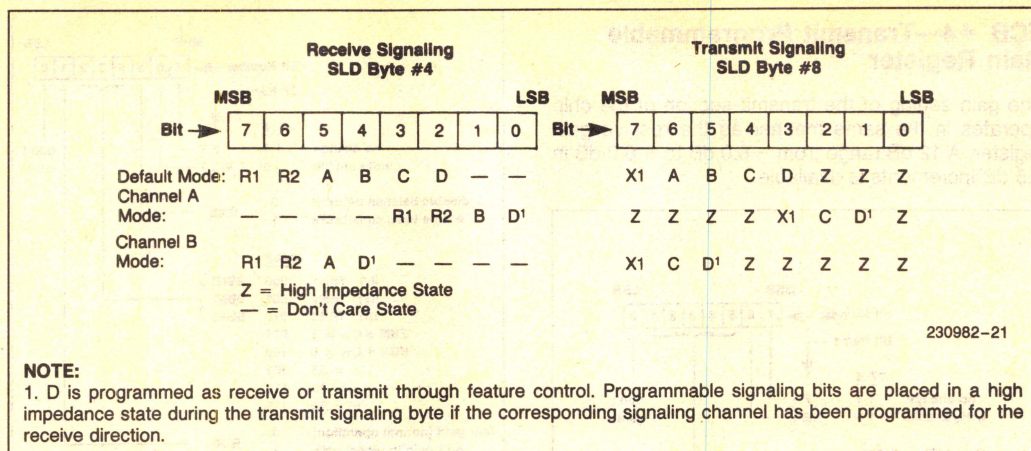 Receive Signaling
SLD Byte #4
MSB LSB
Bit → 7 6 5 4 3 2 1 0
Default Mode: R1 R2 A B C D — —
Channel A
Mode: — — — — R1 R2 B D¹
Channel B
Mode: R1 R2 A D¹ — — — —
Z = High Impedance State
— = Don't Care State
Transmit Signaling
SLD Byte #8
MSB LSB
Bit → 7 6 5 4 3 2 1 0
X1 A B C D Z Z Z
Z Z Z Z X1 C D¹ Z
X1 C D¹ Z Z Z Z Z
230982–21
NOTE:
1. D is programmed as receive or transmit through feature control. Programmable signaling bits are placed in a high
impedance state during the transmit signaling byte if the corresponding signaling channel has been programmed for the
receive direction.